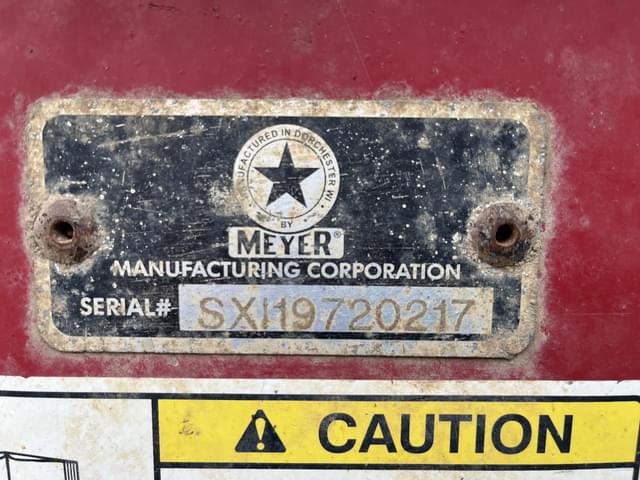 MANUFACTURED IN DORCHESTER WI
BY
MEYER®
MANUFACTURING CORPORATION
SERIAL# SXI19720217
CAUTION